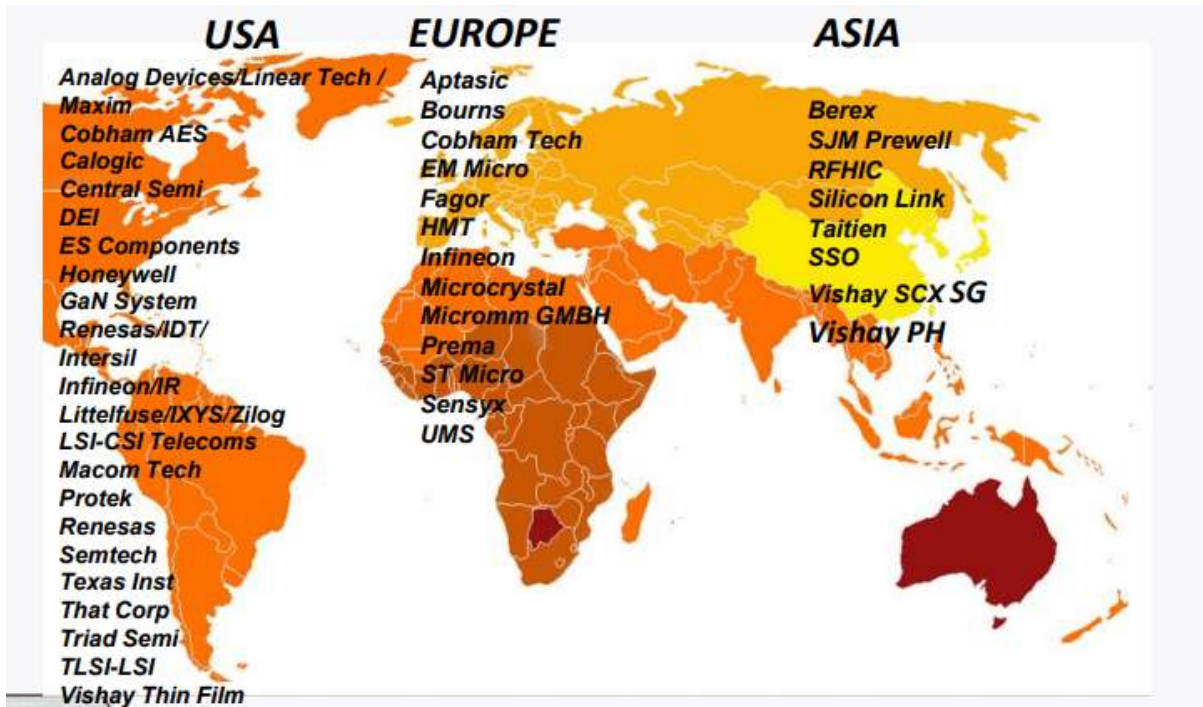 USA
Analog Devices/Linear Tech /
Maxim
Cobham AES
Calogic
Central Semi
DEI
ES Components
Honeywell
GaN System
Renesas/IDT/
Intersil
Infineon/IR
Littelfuse/IXYS/Zilog
LSI-CSI Telecoms
Macom Tech
Protek
Renesas
Semtech
Texas Inst
That Corp
Triad Semi
TLSI-LSI
Vishay Thin Film
EUROPE
Aptasic
Bourns
Cobham Tech
EM Micro
Fagor
HMT
Infineon
Microcrystal
Micromm GMBH
Prema
ST Micro
Sensyx
UMS
ASIA
Berex
SJM Prewell
RFHIC
Silicon Link
Taitien
SSO
Vishay SCX SG
Vishay PH